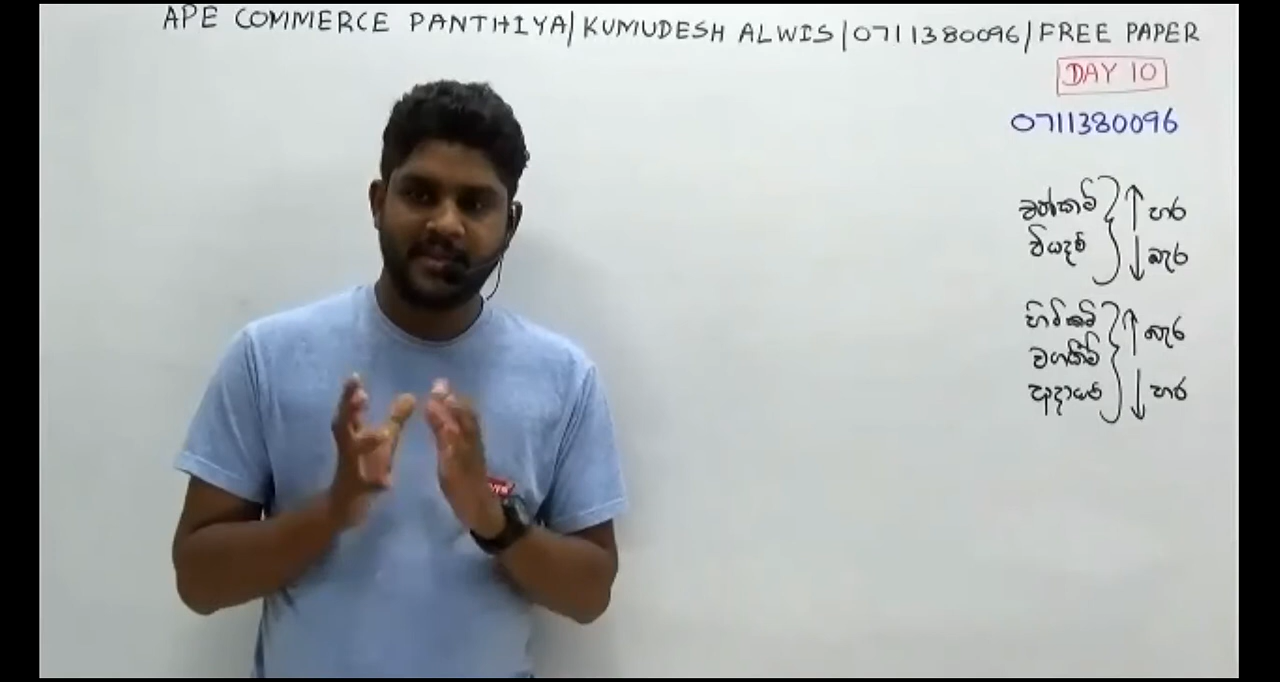 APE COMMERCE PANTHIYA/KUMUDESH ALWIS/0711380096/FREE PAPER
DAY 10
0711380096
වත්කම් ↑ හර
වියදම් ↓ බැර
හිමිකම් ↑ බැර
වගකීම්
ආදායම් ↓ හර